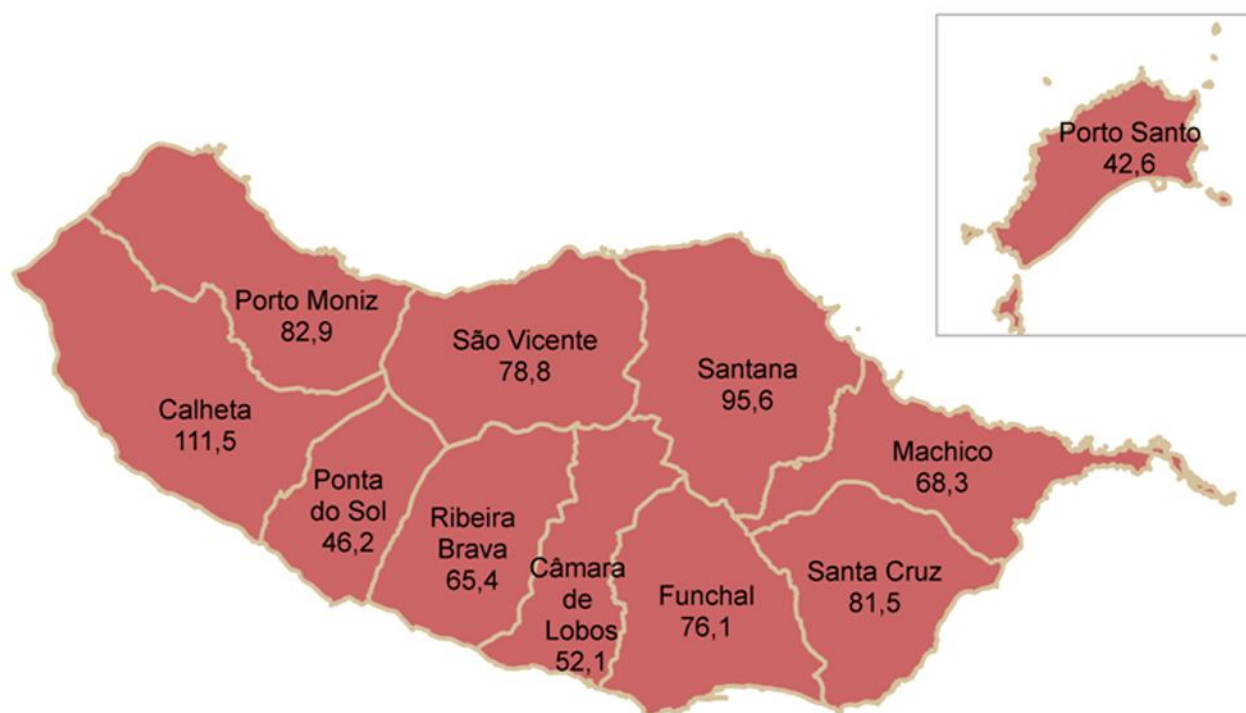 Porto Santo
42,6
Porto Moniz
82,9
São Vicente
78,8
Santana
95,6
Calheta
111,5
Machico
68,3
Ponta
do Sol
46,2
Ribeira
Brava
65,4
Câmara
de
Lobos
52,1
Funchal
76,1
Santa Cruz
81,5